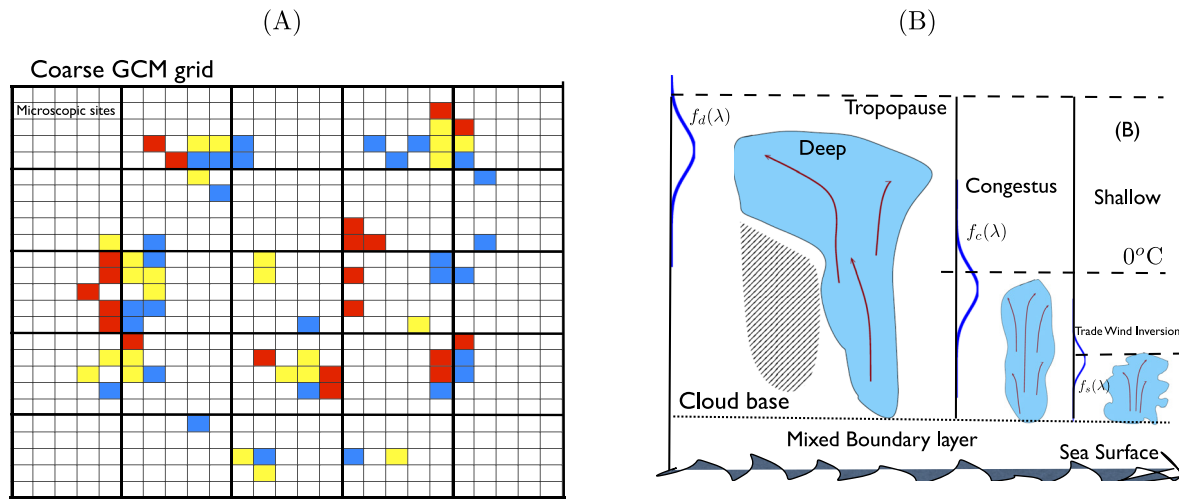 (A)
(B)
Coarse GCM grid
Microscopic sites
Tropopause
f_d(λ)
(B)
Deep
Congestus
Shallow
f_c(λ)
0°C
Trade Wind Inversion
f_s(λ)
Cloud base
Mixed Boundary layer
Sea Surface